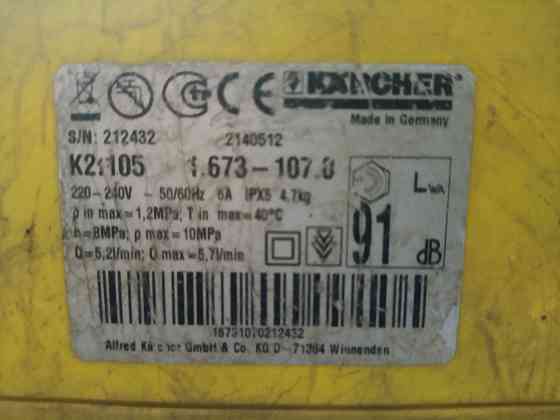 KÄRCHER
Made in Germany
S/N: 212432 2140512
K2.105 1.673-107.0
220-240V ~ 50/60Hz 6A IPX5 4,7kg
p in max=1,2MPa; T in max=40°C
p=8MPa; p max=10MPa
Q=5,2l/min; Q max=5,7l/min
LWA
91 dB
16731070212432
Alfred Kärcher GmbH & Co. KG D-71364 Winnenden